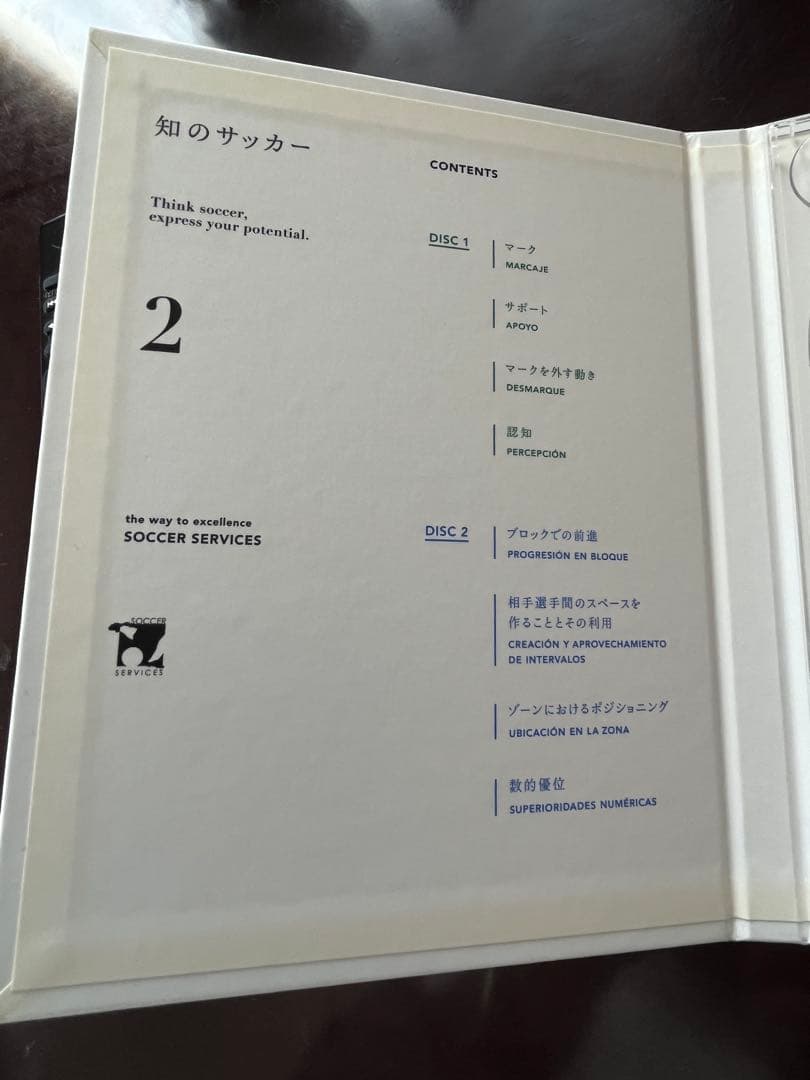 知のサッカー
Think soccer,
express your potential.
2
the way to excellence
SOCCER SERVICES
SOCCER
SERVICES
CONTENTS
DISC 1
マーク
MARCAJE
サポート
APOYO
マークを外す動き
DESMARQUE
認知
PERCEPCIÓN
DISC 2
ブロックでの前進
PROGRESIÓN EN BLOQUE
相手選手間のスペースを
作ることとその利用
CREACIÓN Y APROVECHAMIENTO
DE INTERVALOS
ゾーンにおけるポジショニング
UBICACIÓN EN LA ZONA
数的優位
SUPERIORIDADES NUMÉRICAS